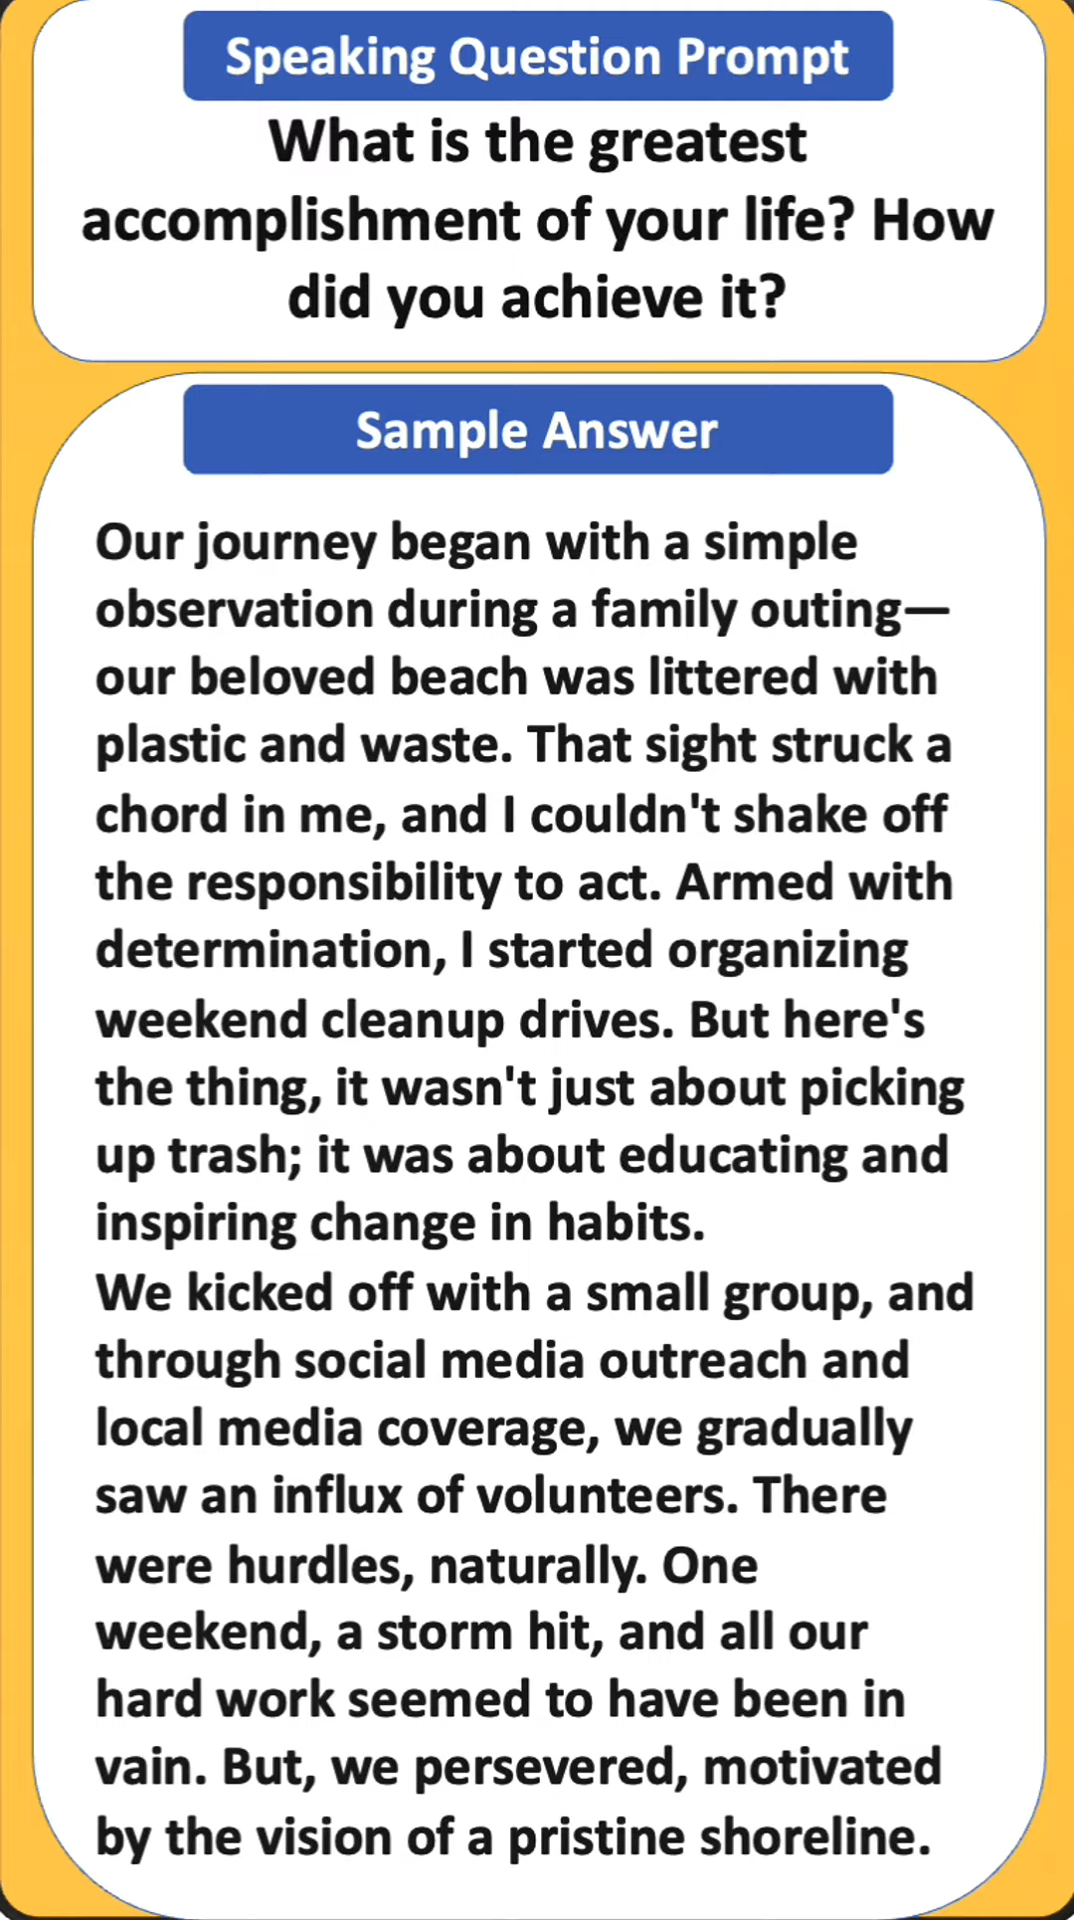 Speaking Question Prompt
What is the greatest
accomplishment of your life? How
did you achieve it?
Sample Answer
Our journey began with a simple
observation during a family outing—
our beloved beach was littered with
plastic and waste. That sight struck a
chord in me, and I couldn't shake off
the responsibility to act. Armed with
determination, I started organizing
weekend cleanup drives. But here's
the thing, it wasn't just about picking
up trash; it was about educating and
inspiring change in habits.
We kicked off with a small group, and
through social media outreach and
local media coverage, we gradually
saw an influx of volunteers. There
were hurdles, naturally. One
weekend, a storm hit, and all our
hard work seemed to have been in
vain. But, we persevered, motivated
by the vision of a pristine shoreline.